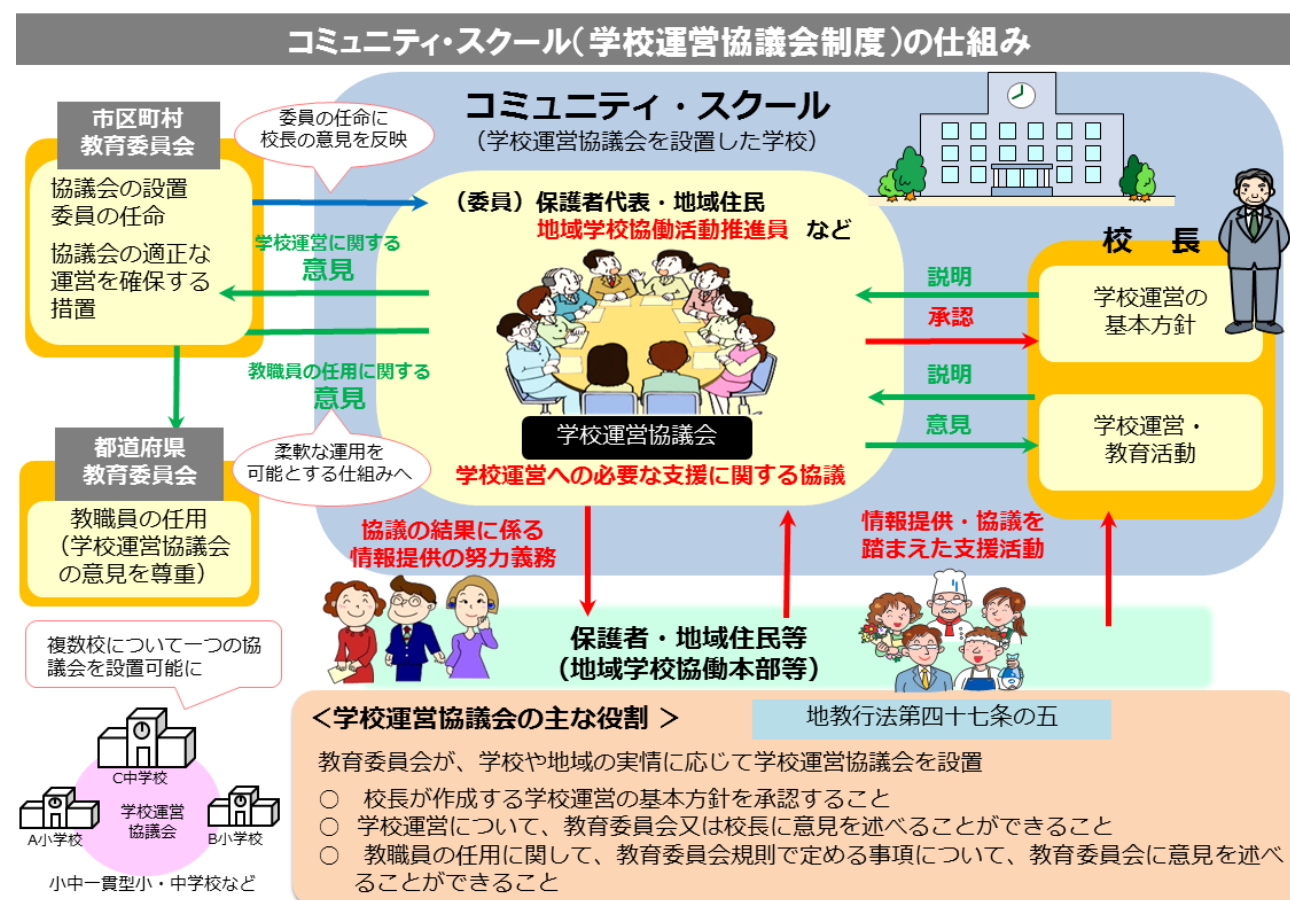 コミュニティ・スクール（学校運営協議会制度）の仕組み
市区町村
教育委員会
協議会の設置
委員の任命
協議会の適正な
運営を確保する
措置
委員の任命に
校長の意見を反映
コミュニティ・スクール
（学校運営協議会を設置した学校）
（委員）保護者代表・地域住民
地域学校協働活動推進員　など
学校運営に関する
意見
教職員の任用に関する
意見
柔軟な運用を
可能とする仕組みへ
学校運営協議会
学校運営への必要な支援に関する協議
校　長
説明
承認
学校運営の
基本方針
説明
意見
学校運営・
教育活動
都道府県
教育委員会
教職員の任用
（学校運営協議会
の意見を尊重）
協議の結果に係る
情報提供の努力義務
情報提供・協議を
踏まえた支援活動
保護者・地域住民等
（地域学校協働本部等）
複数校について一つの協
議会を設置可能に
C中学校
学校運営
協議会
A小学校
B小学校
小中一貫型小・中学校など
＜学校運営協議会の主な役割 ＞
地教行法第四十七条の五
教育委員会が、学校や地域の実情に応じて学校運営協議会を設置
○　校長が作成する学校運営の基本方針を承認すること
○ 学校運営について、教育委員会又は校長に意見を述べることができること
○　教職員の任用に関して、教育委員会規則で定める事項について、教育委員会に意見を述べ
ることができること